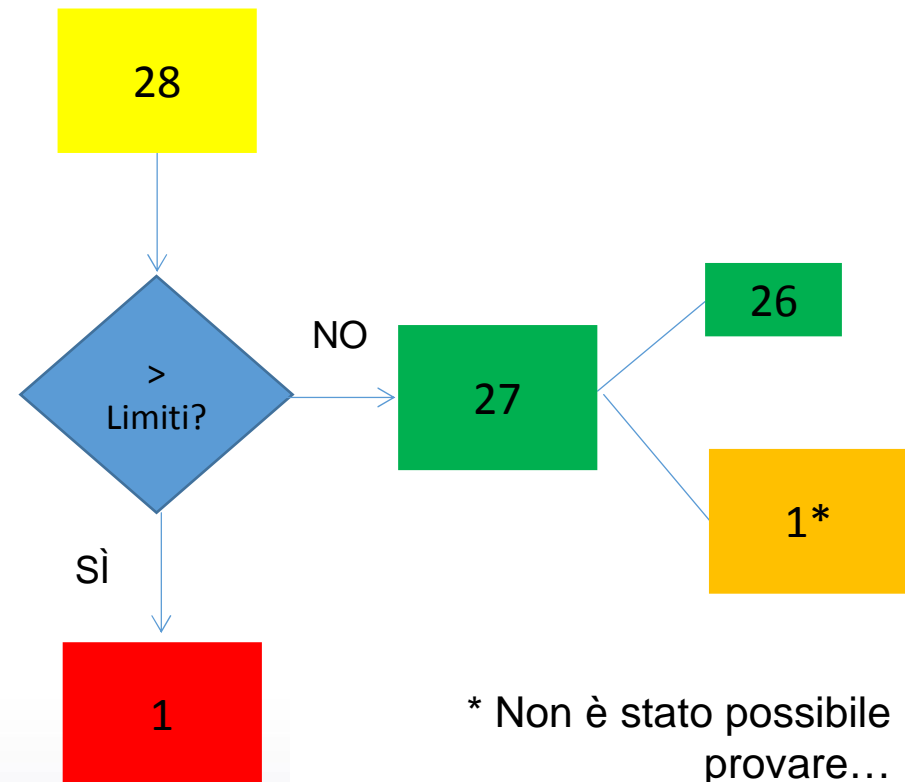 28
>
Limiti?
NO
27
26
1*
SÌ
1
* Non è stato possibile
provare…